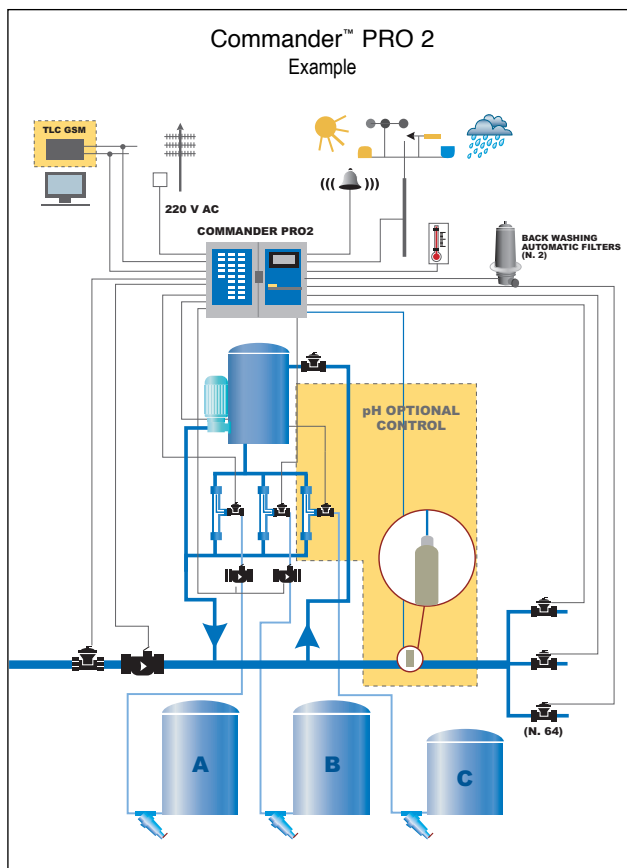 Commander™ PRO 2
Example
TLC GSM
220 V AC
COMMANDER PRO2
BACK WASHING
AUTOMATIC FILTERS
(N. 2)
pH OPTIONAL
CONTROL
(N. 64)
A
B
C